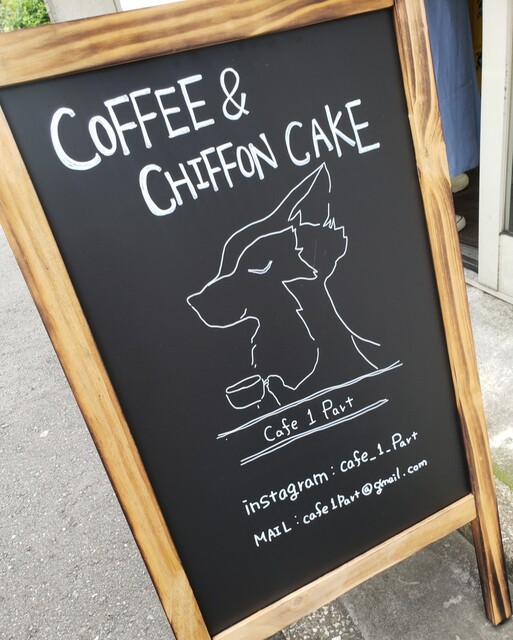 COFFEE &
CHIFFON CAKE
Cafe 1 Part
instagram : cafe_1_Part
MAIL : cafe1Part@gmail.com